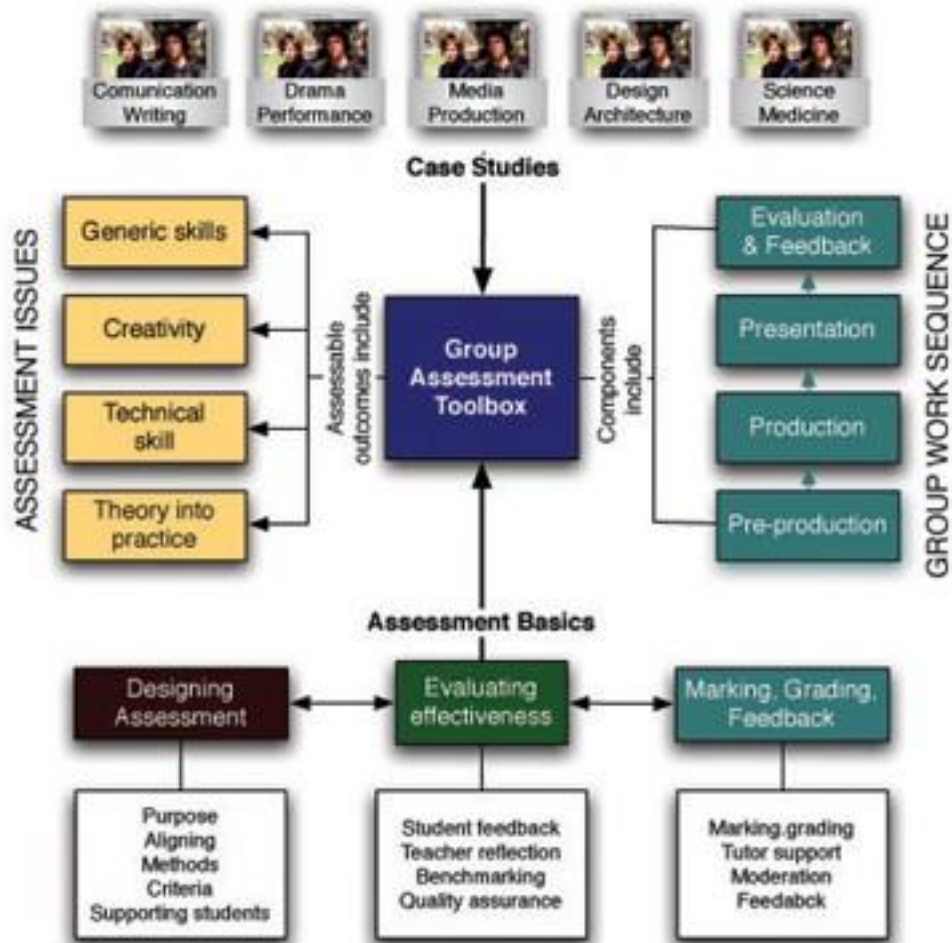 Comunication
Writing
Drama
Performance
Media
Production
Design
Architecture
Science
Medicine
Case Studies
ASSESSMENT ISSUES
Generic skills
Creativity
Technical
skill
Theory into
practice
Assessable
outcomes include
Group
Assessment
Toolbox
Components
include
Evaluation
& Feedback
Presentation
Production
Pre-production
GROUP WORK SEQUENCE
Assessment Basics
Designing
Assessment
Evaluating
effectiveness
Marking, Grading,
Feedback
Purpose
Aligning
Methods
Criteria
Supporting students
Student feedback
Teacher reflection
Benchmarking
Quality assurance
Marking.grading
Tutor support
Moderation
Feedabck